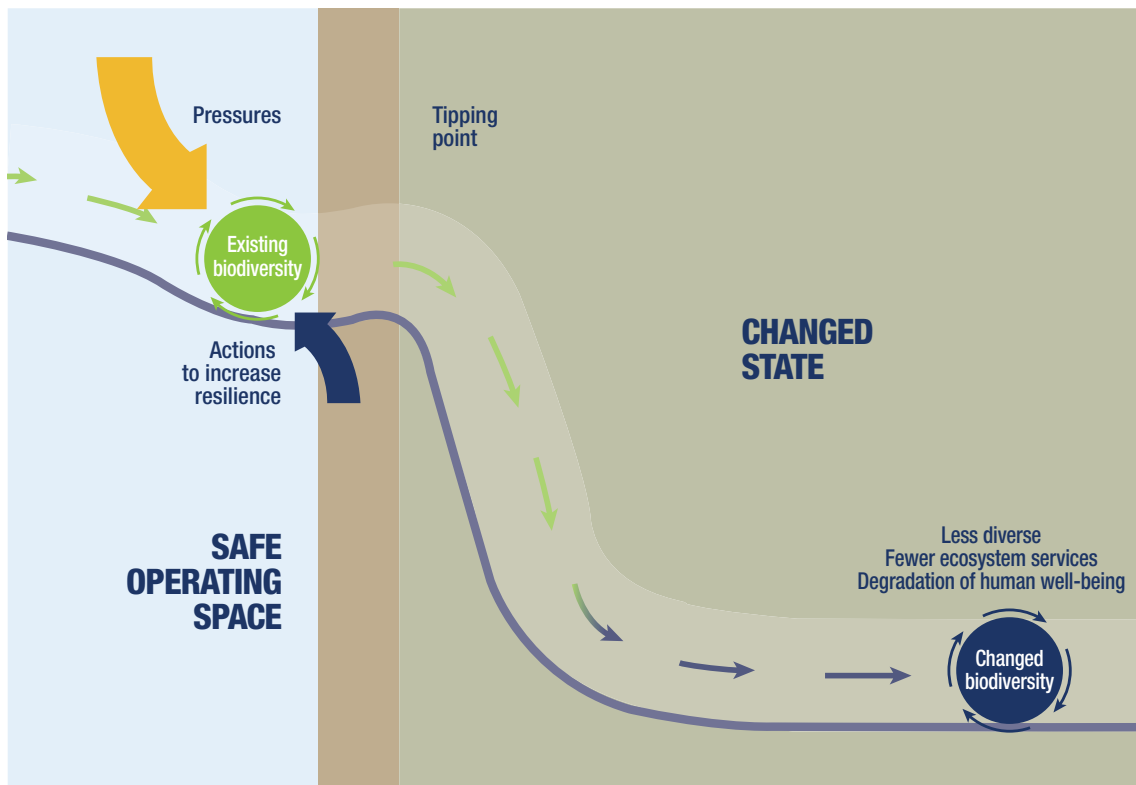 Pressures
Tipping
point
Existing
biodiversity
Actions
to increase
resilience
CHANGED
STATE
SAFE
OPERATING
SPACE
Less diverse
Fewer ecosystem services
Degradation of human well-being
Changed
biodiversity